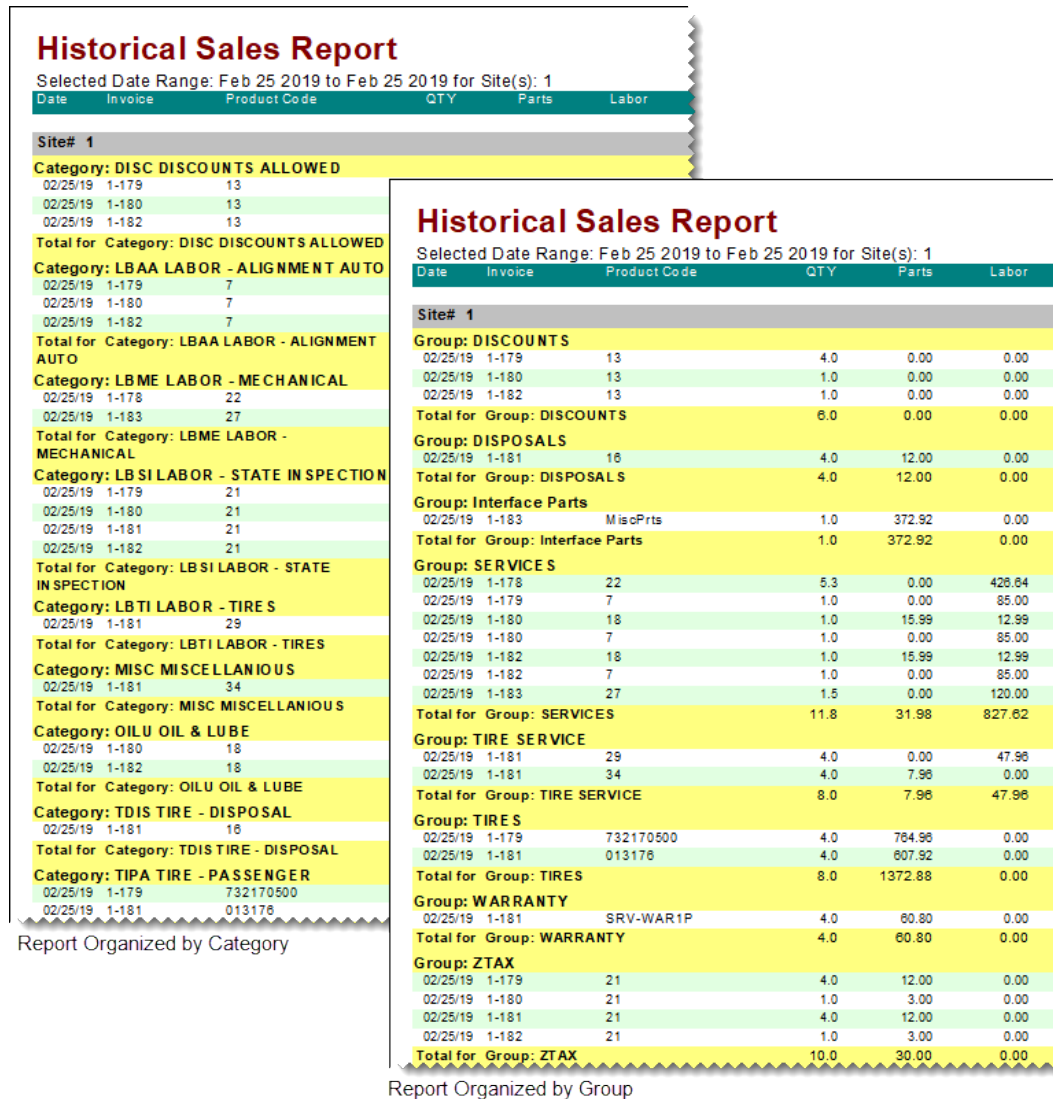 Historical Sales Report
Selected Date Range: Feb 25 2019 to Feb 25 2019 for Site(s): 1
Date Invoice Product Code QTY Parts Labor
Site# 1
Category: DISC DISCOUNTS ALLOWED
02/25/19 1-179 13
02/25/19 1-180 13
02/25/19 1-182 13
Total for Category: DISC DISCOUNTS ALLOWED
Category: LBAA LABOR - ALIGNMENT AUTO
02/25/19 1-179 7
02/25/19 1-180 7
02/25/19 1-182 7
Total for Category: LBAA LABOR - ALIGNMENT
AUTO
Category: LBME LABOR - MECHANICAL
02/25/19 1-178 22
02/25/19 1-183 27
Total for Category: LBME LABOR -
MECHANICAL
Category: LBSI LABOR - STATE INSPECTION
02/25/19 1-179 21
02/25/19 1-180 21
02/25/19 1-181 21
02/25/19 1-182 21
Total for Category: LBSI LABOR - STATE
INSPECTION
Category: LBTI LABOR - TIRES
02/25/19 1-181 29
Total for Category: LBTI LABOR - TIRES
Category: MISC MISCELLANIOUS
02/25/19 1-181 34
Total for Category: MISC MISCELLANIOUS
Category: OILU OIL & LUBE
02/25/19 1-180 18
02/25/19 1-182 18
Total for Category: OILU OIL & LUBE
Category: TDIS TIRE - DISPOSAL
02/25/19 1-181 16
Total for Category: TDIS TIRE - DISPOSAL
Category: TIPA TIRE - PASSENGER
02/25/19 1-179 732170500
02/25/19 1-181 013176
Report Organized by Category
Historical Sales Report
Selected Date Range: Feb 25 2019 to Feb 25 2019 for Site(s): 1
Date Invoice Product Code QTY Parts Labor
Site# 1
Group: DISCOUNTS
02/25/19 1-179 13 4.0 0.00 0.00
02/25/19 1-180 13 1.0 0.00 0.00
02/25/19 1-182 13 1.0 0.00 0.00
Total for Group: DISCOUNTS 6.0 0.00 0.00
Group: DISPOSALS
02/25/19 1-181 16 4.0 12.00 0.00
Total for Group: DISPOSALS 4.0 12.00 0.00
Group: Interface Parts
02/25/19 1-183 MiscPrts 1.0 372.92 0.00
Total for Group: Interface Parts 1.0 372.92 0.00
Group: SERVICES
02/25/19 1-178 22 5.3 0.00 426.64
02/25/19 1-179 7 1.0 0.00 85.00
02/25/19 1-180 18 1.0 15.99 12.99
02/25/19 1-180 7 1.0 0.00 85.00
02/25/19 1-182 18 1.0 15.99 12.99
02/25/19 1-182 7 1.0 0.00 85.00
02/25/19 1-183 27 1.5 0.00 120.00
Total for Group: SERVICES 11.8 31.98 827.62
Group: TIRE SERVICE
02/25/19 1-181 29 4.0 0.00 47.96
02/25/19 1-181 34 4.0 7.96 0.00
Total for Group: TIRE SERVICE 8.0 7.96 47.96
Group: TIRES
02/25/19 1-179 732170500 4.0 764.96 0.00
02/25/19 1-181 013176 4.0 607.92 0.00
Total for Group: TIRES 8.0 1372.88 0.00
Group: WARRANTY
02/25/19 1-181 SRV-WAR1P 4.0 60.80 0.00
Total for Group: WARRANTY 4.0 60.80 0.00
Group: ZTAX
02/25/19 1-179 21 4.0 12.00 0.00
02/25/19 1-180 21 1.0 3.00 0.00
02/25/19 1-181 21 4.0 12.00 0.00
02/25/19 1-182 21 1.0 3.00 0.00
Total for Group: ZTAX 10.0 30.00 0.00
Report Organized by Group